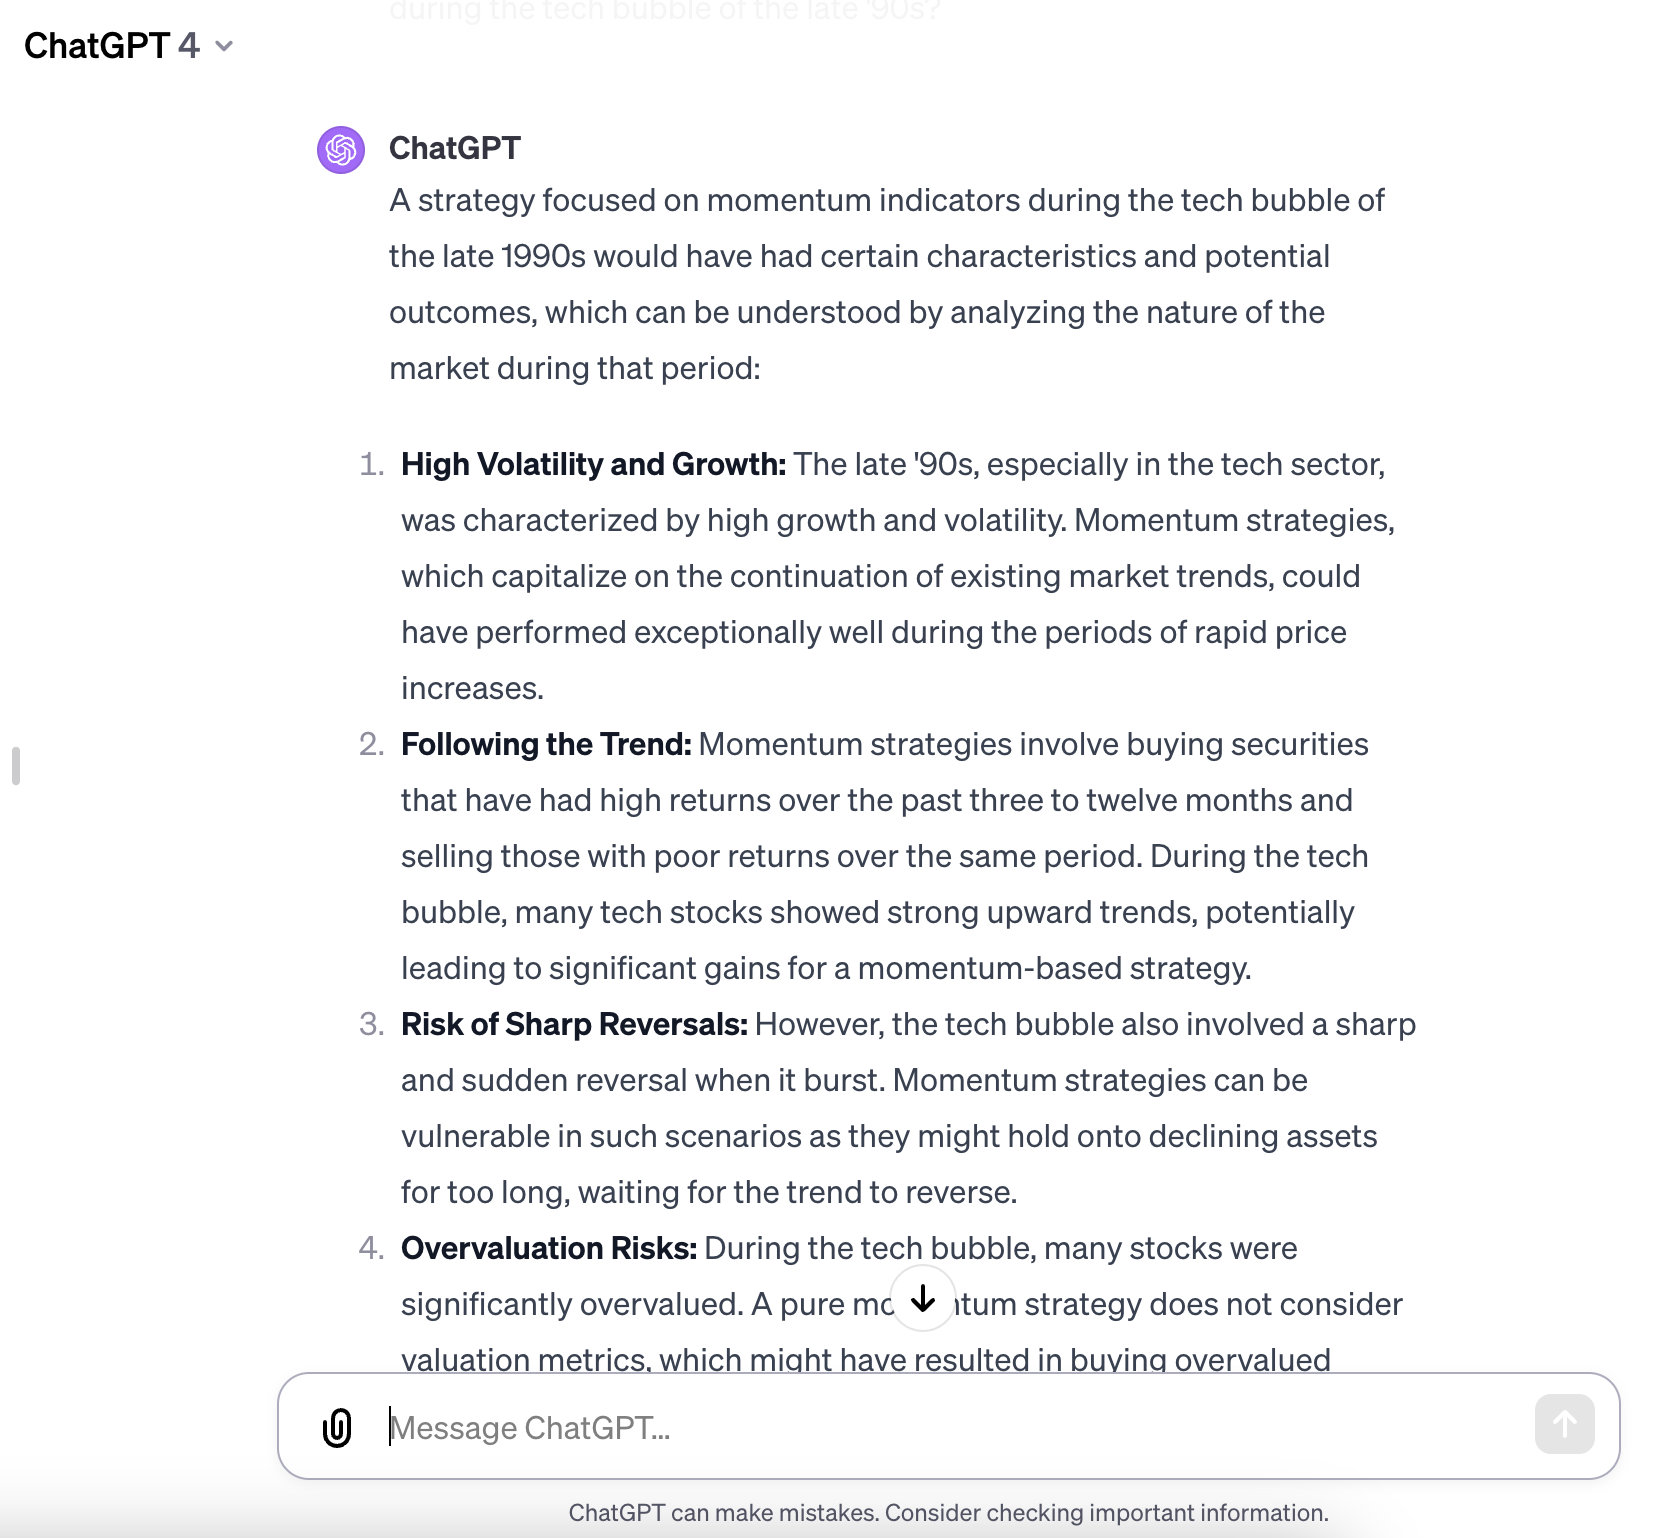 during the tech bubble of the late '90s?
ChatGPT 4
ChatGPT
A strategy focused on momentum indicators during the tech bubble of
the late 1990s would have had certain characteristics and potential
outcomes, which can be understood by analyzing the nature of the
market during that period:
1. High Volatility and Growth: The late '90s, especially in the tech sector,
was characterized by high growth and volatility. Momentum strategies,
which capitalize on the continuation of existing market trends, could
have performed exceptionally well during the periods of rapid price
increases.
2. Following the Trend: Momentum strategies involve buying securities
that have had high returns over the past three to twelve months and
selling those with poor returns over the same period. During the tech
bubble, many tech stocks showed strong upward trends, potentially
leading to significant gains for a momentum-based strategy.
3. Risk of Sharp Reversals: However, the tech bubble also involved a sharp
and sudden reversal when it burst. Momentum strategies can be
vulnerable in such scenarios as they might hold onto declining assets
for too long, waiting for the trend to reverse.
4. Overvaluation Risks: During the tech bubble, many stocks were
significantly overvalued. A pure mo ntum strategy does not consider
valuation metrics, which might have resulted in buying overvalued
Message ChatGPT...
ChatGPT can make mistakes. Consider checking important information.